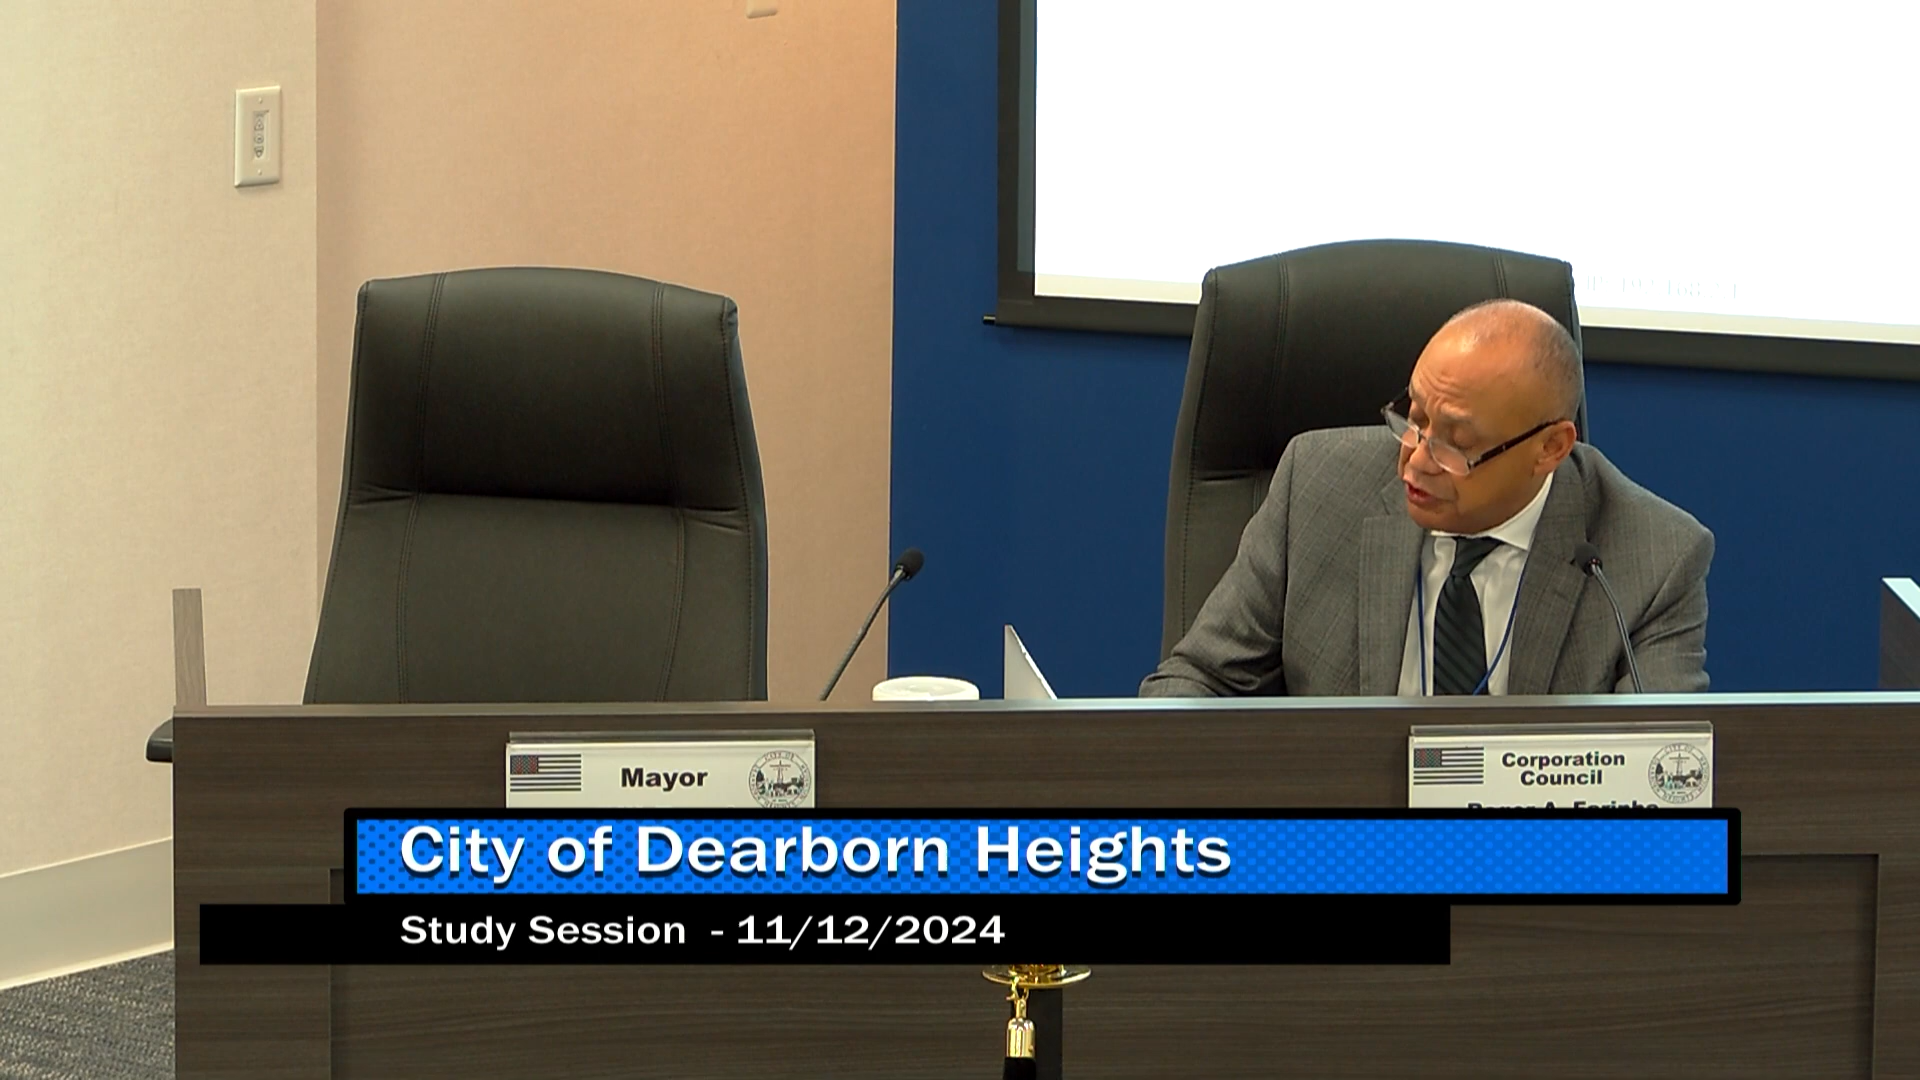 Mayor
Corporation
Council
City of Dearborn Heights
Study Session - 11/12/2024